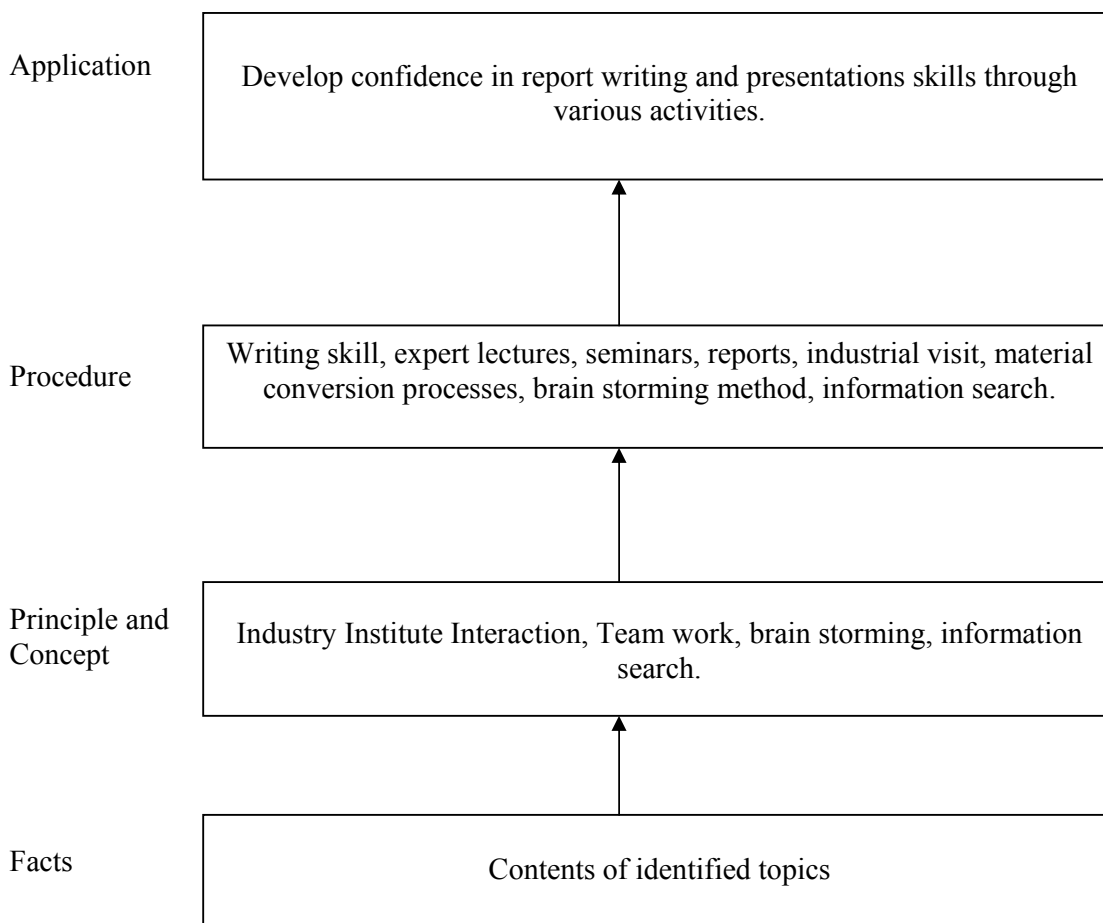 Application
Develop confidence in report writing and presentations skills through
various activities.
Procedure
Writing skill, expert lectures, seminars, reports, industrial visit, material
conversion processes, brain storming method, information search.
Principle and
Concept
Industry Institute Interaction, Team work, brain storming, information
search.
Facts
Contents of identified topics